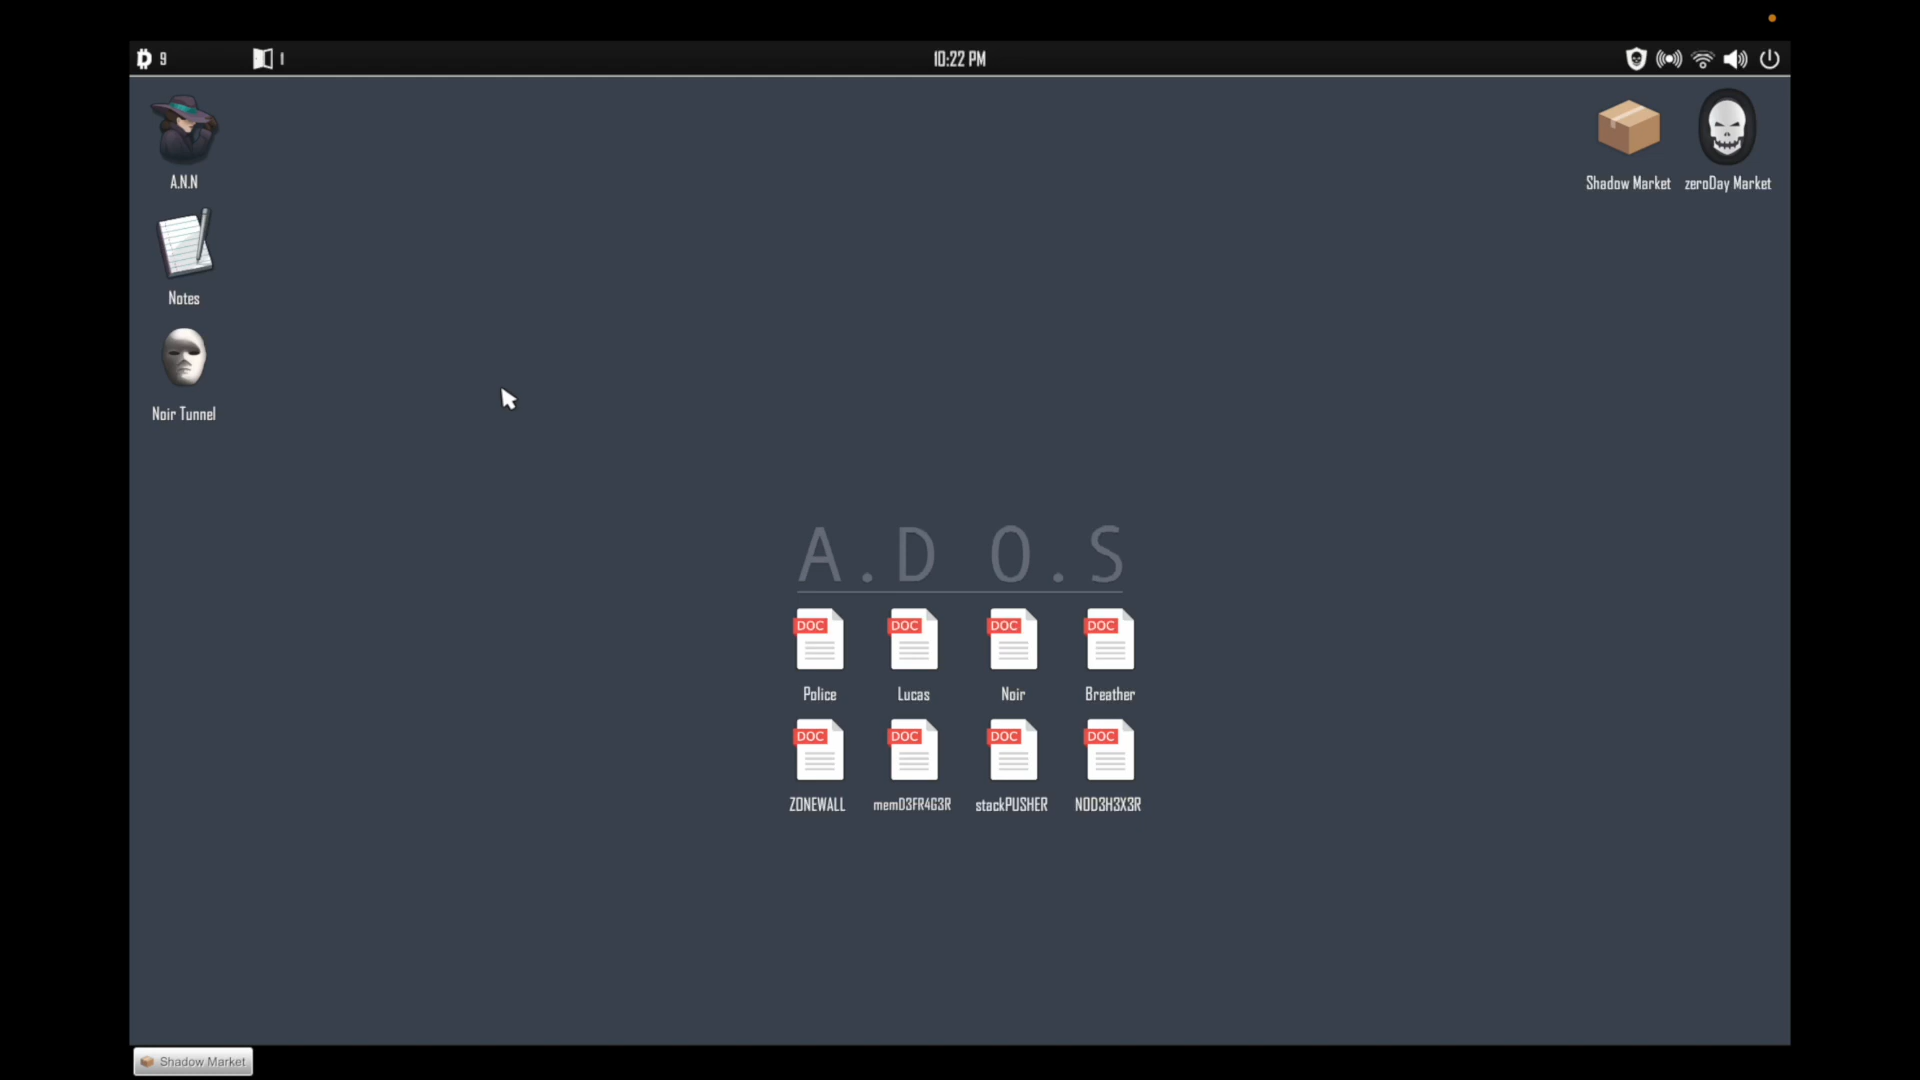 9
1
10:22 PM
A.N.N
Notes
Noir Tunnel
Shadow Market
zeroDay Market
A.D O.S
DOC
DOC
DOC
DOC
Police
Lucas
Noir
Breather
DOC
DOC
DOC
DOC
ZONEWALL
memD3FR4G3R
stackPUSHER
NOD3H3X3R
Shadow Market